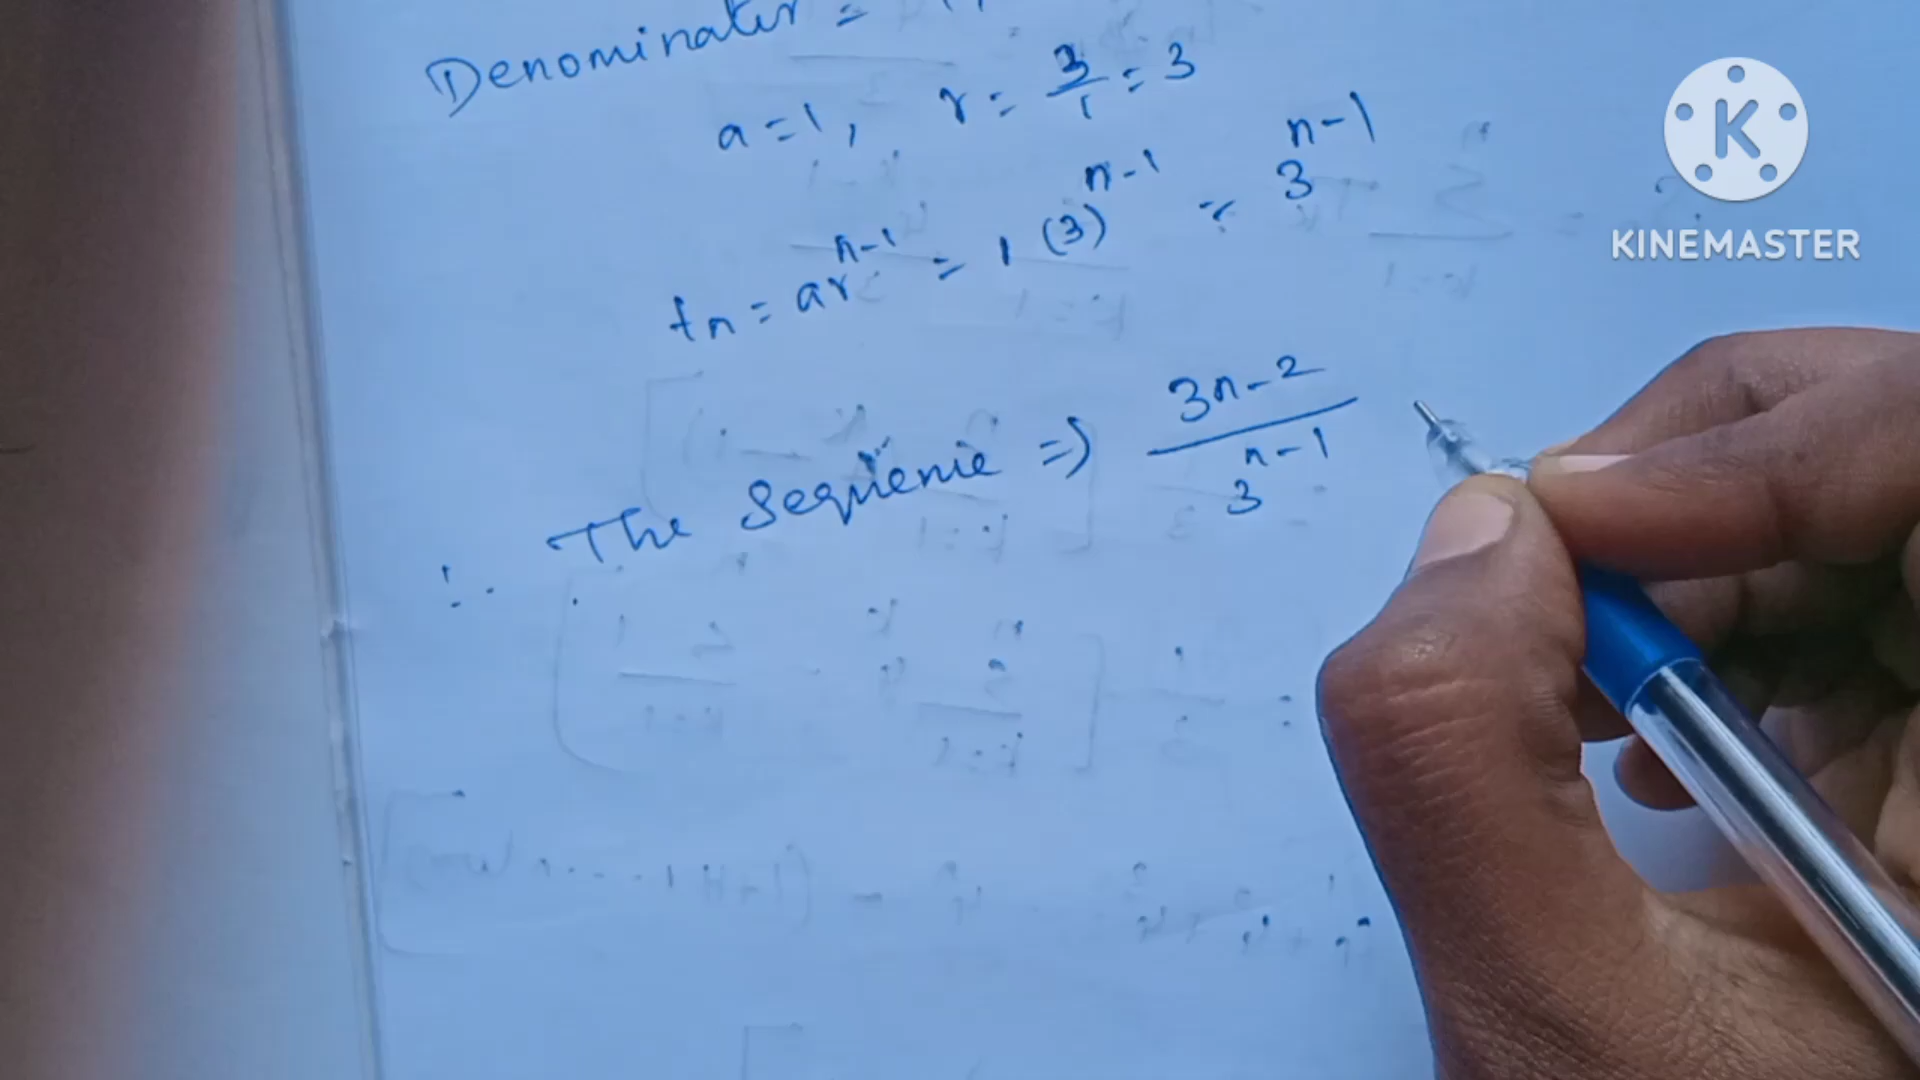 Denominator =
a = 1, r = 3/1 = 3
tn = ar^n-1 = 1 (3)^n-1 = 3^n-1
∴ The Sequence => 3n-2 / 3^n-1
KINEMASTER